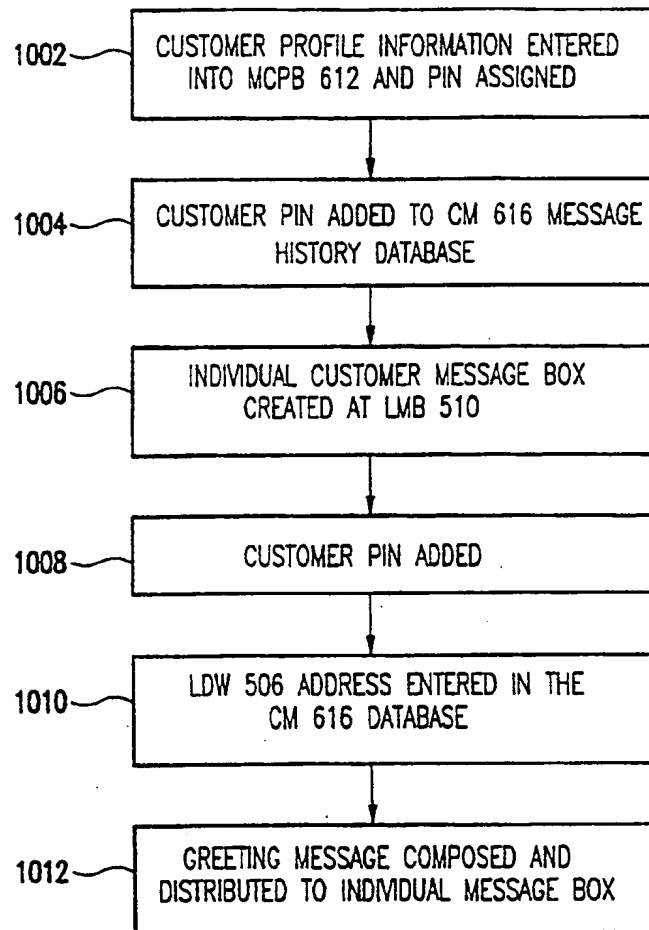 1002
CUSTOMER PROFILE INFORMATION ENTERED
INTO MCPB 612 AND PIN ASSIGNED
1004
CUSTOMER PIN ADDED TO CM 616 MESSAGE
HISTORY DATABASE
1006
INDIVIDUAL CUSTOMER MESSAGE BOX
CREATED AT LMB 510
1008
CUSTOMER PIN ADDED
1010
LDW 506 ADDRESS ENTERED IN THE
CM 616 DATABASE
1012
GREETING MESSAGE COMPOSED AND
DISTRIBUTED TO INDIVIDUAL MESSAGE BOX